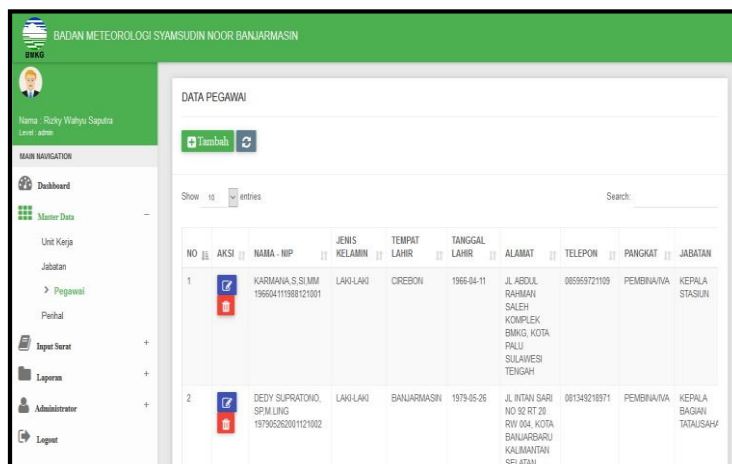 BADAN METEOROLOGI SYAMSUDIN NOOR BANJARMASIN
BMKG
Nama : Rizky Wahyu Saputra
Level : admin
MAIN NAVIGATION
Dashboard
Master Data
Unit Kerja
Jabatan
Pegawai
Perihal
Input Surat
Laporan
Administrator
Logout
DATA PEGAWAI
Tambah
Show 10 entries
Search:
NO AKSI NAMA - NIP JENIS KELAMIN TEMPAT LAHIR TANGGAL LAHIR ALAMAT TELEPON PANGKAT JABATAN
1 KARMANA,S,SI,MM LAKI-LAKI CIREBON 1966-04-11 JL ABDUL 085959721109 PEMBINA/IVA KEPALA
196604111988121001 RAHMAN STASIUN
SALEH
KOMPLEK
BMKG, KOTA
PALU
SULAWESI
TENGAH
2 DEDY SUPRATONO, LAKI-LAKI BANJARMASIN 1979-05-26 JL INTAN SARI 081349218971 PEMBINA/IVA KEPALA
SP,M.LING NO 92 RT 20 BAGIAN
197905262001121002 RW 004, KOTA TATAUSAHA
BANJARBARU
KALIMANTAN
SELATAN